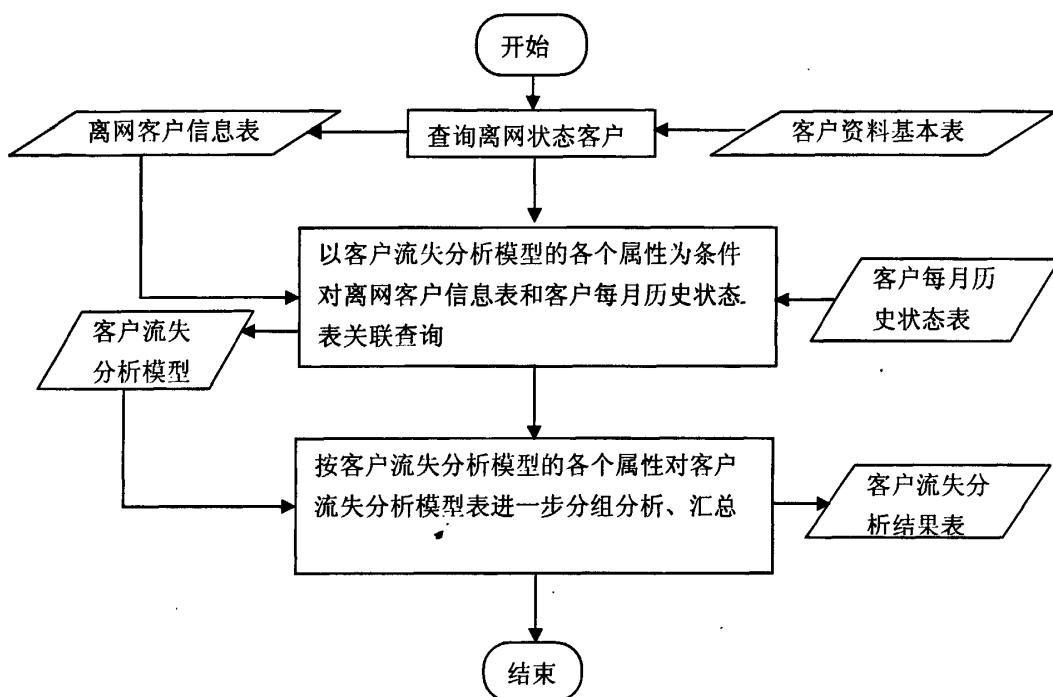 开始
离网客户信息表
查询离网状态客户
客户资料基本表
以客户流失分析模型的各个属性为条件
对离网客户信息表和客户每月历史状态
表关联查询
客户每月历
史状态表
客户流失
分析模型
按客户流失分析模型的各个属性对客户
流失分析模型表进一步分组分析、汇总
客户流失分
析结果表
结束